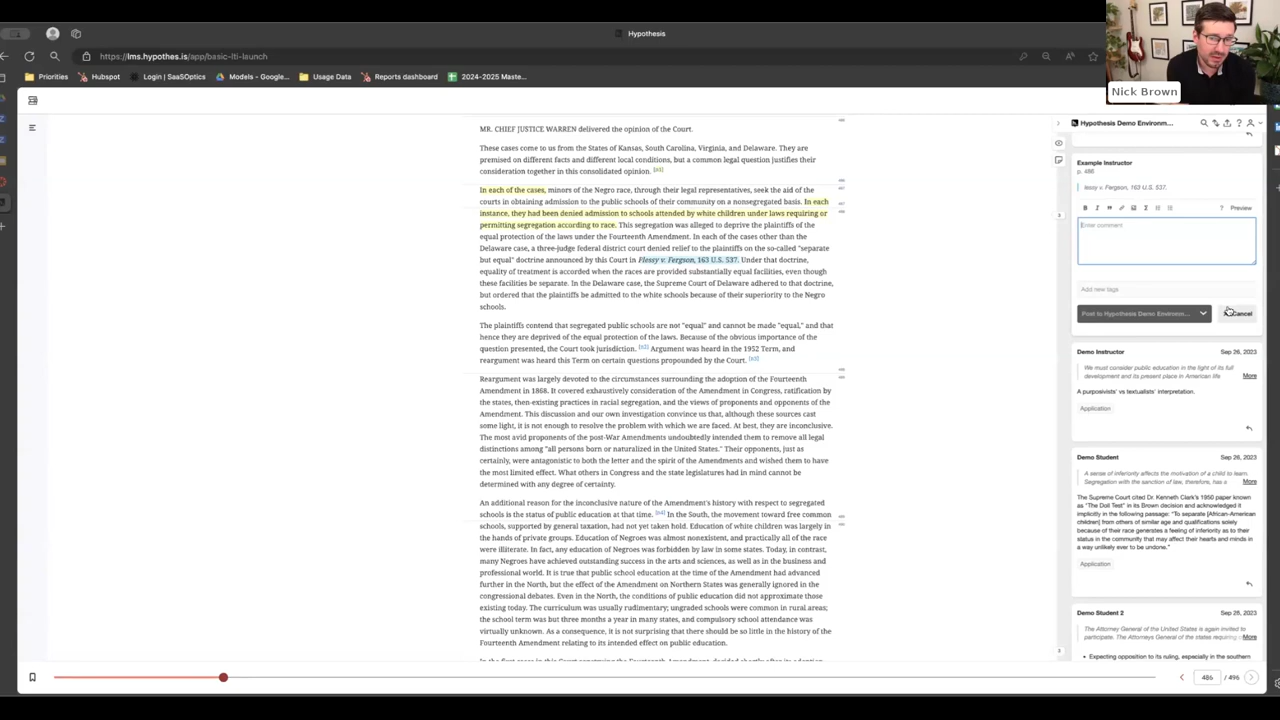 Hypothesis
https://lms.hypothes.is/app/basic-lti-launch
Priorities
Hubspot
Login | SaaSOptics
Models - Google...
Usage Data
Reports dashboard
2024-2025 Maste...
Nick Brown
MR. CHIEF JUSTICE WARREN delivered the opinion of the Court.
These cases come to us from the States of Kansas, South Carolina, Virginia, and Delaware. They are
premised on different facts and different local conditions, but a common legal question justifies their
consideration together in this consolidated opinion.
In each of the cases, minors of the Negro race, through their legal representatives, seek the aid of the
courts in obtaining admission to the public schools of their community on a nonsegregated basis. In each
instance, they had been denied admission to schools attended by white children under laws requiring or
permitting segregation according to race. This segregation was alleged to deprive the plaintiffs of the
equal protection of the laws under the Fourteenth Amendment. In each of the cases other than the
Delaware case, a three-judge federal district court denied relief to the plaintiffs on the so-called "separate
but equal" doctrine announced by this Court in Flessy v. Fergson, 163 U.S. 537. Under that doctrine,
equality of treatment is accorded when the races are provided substantially equal facilities, even though
these facilities be separate. In the Delaware case, the Supreme Court of Delaware adhered to that doctrine,
but ordered that the plaintiffs be admitted to the white schools because of their superiority to the Negro
schools.
The plaintiffs contend that segregated public schools are not "equal" and cannot be made "equal," and that
hence they are deprived of the equal protection of the laws. Because of the obvious importance of the
question presented, the Court took jurisdiction. Argument was heard in the 1952 Term, and
reargument was heard this Term on certain questions propounded by the Court.
Reargument was largely devoted to the circumstances surrounding the adoption of the Fourteenth
Amendment in 1868. It covered exhaustively consideration of the Amendment in Congress, ratification by
the states, then-existing practices in racial segregation, and the views of proponents and opponents of the
Amendment. This discussion and our own investigation convince us that, although these sources cast
some light, it is not enough to resolve the problem with which we are faced. At best, they are inconclusive.
The most avid proponents of the post-War Amendments undoubtedly intended them to remove all legal
distinctions among "all persons born or naturalized in the United States." Their opponents, just as
certainly, were antagonistic to both the letter and the spirit of the Amendments and wished them to have
the most limited effect. What others in Congress and the state legislatures had in mind cannot be
determined with any degree of certainty.
An additional reason for the inconclusive nature of the Amendment's history with respect to segregated
schools is the status of public education at that time. In the South, the movement toward free common
schools, supported by general taxation, had not yet taken hold. Education of white children was largely in
the hands of private groups. Education of Negroes was almost nonexistent, and practically all of the race
were illiterate. In fact, any education of Negroes was forbidden by law in some states. Today, in contrast,
many Negroes have achieved outstanding success in the arts and sciences, as well as in the business and
professional world. It is true that public school education at the time of the Amendment had advanced
further in the North, but the effect of the Amendment on Northern States was generally ignored in the
congressional debates. Even in the North, the conditions of public education did not approximate those
existing today. The curriculum was usually rudimentary; ungraded schools were common in rural areas;
the school term was but three months a year in many states, and compulsory school attendance was
virtually unknown. As a consequence, it is not surprising that there should be so little in the history of the
Fourteenth Amendment relating to its intended effect on public education.
Hypothesis Demo Environm...
Example Instructor
p. 486
lessy v. Fergson, 163 U.S. 537.
Preview
Enter comment
Add new tags
Post to Hypothesis Demo Environm...
Cancel
Demo Instructor Sep 26, 2023
We must consider public education in the light of its full
development and its present place in American life
More
A purposivists' vs textualists' interpretation.
Application
Demo Student Sep 26, 2023
A sense of inferiority affects the motivation of a child to learn.
Segregation with the sanction of law, therefore, has a
More
The Supreme Court cited Dr. Kenneth Clark's 1950 paper known
as "The Doll Test" in its Brown decision and acknowledged it
implicitly in the following passage: "To separate [African-American
children] from others of similar age and qualifications solely
because of their race generates a feeling of inferiority as to their
status in the community that may affect their hearts and minds in
a way unlikely ever to be undone."
Application
Demo Student 2 Sep 26, 2023
The Attorney General of the United States is again invited to
participate. The Attorneys General of the states requiring
More
Expecting opposition to its ruling, especially in the southern
486 / 496